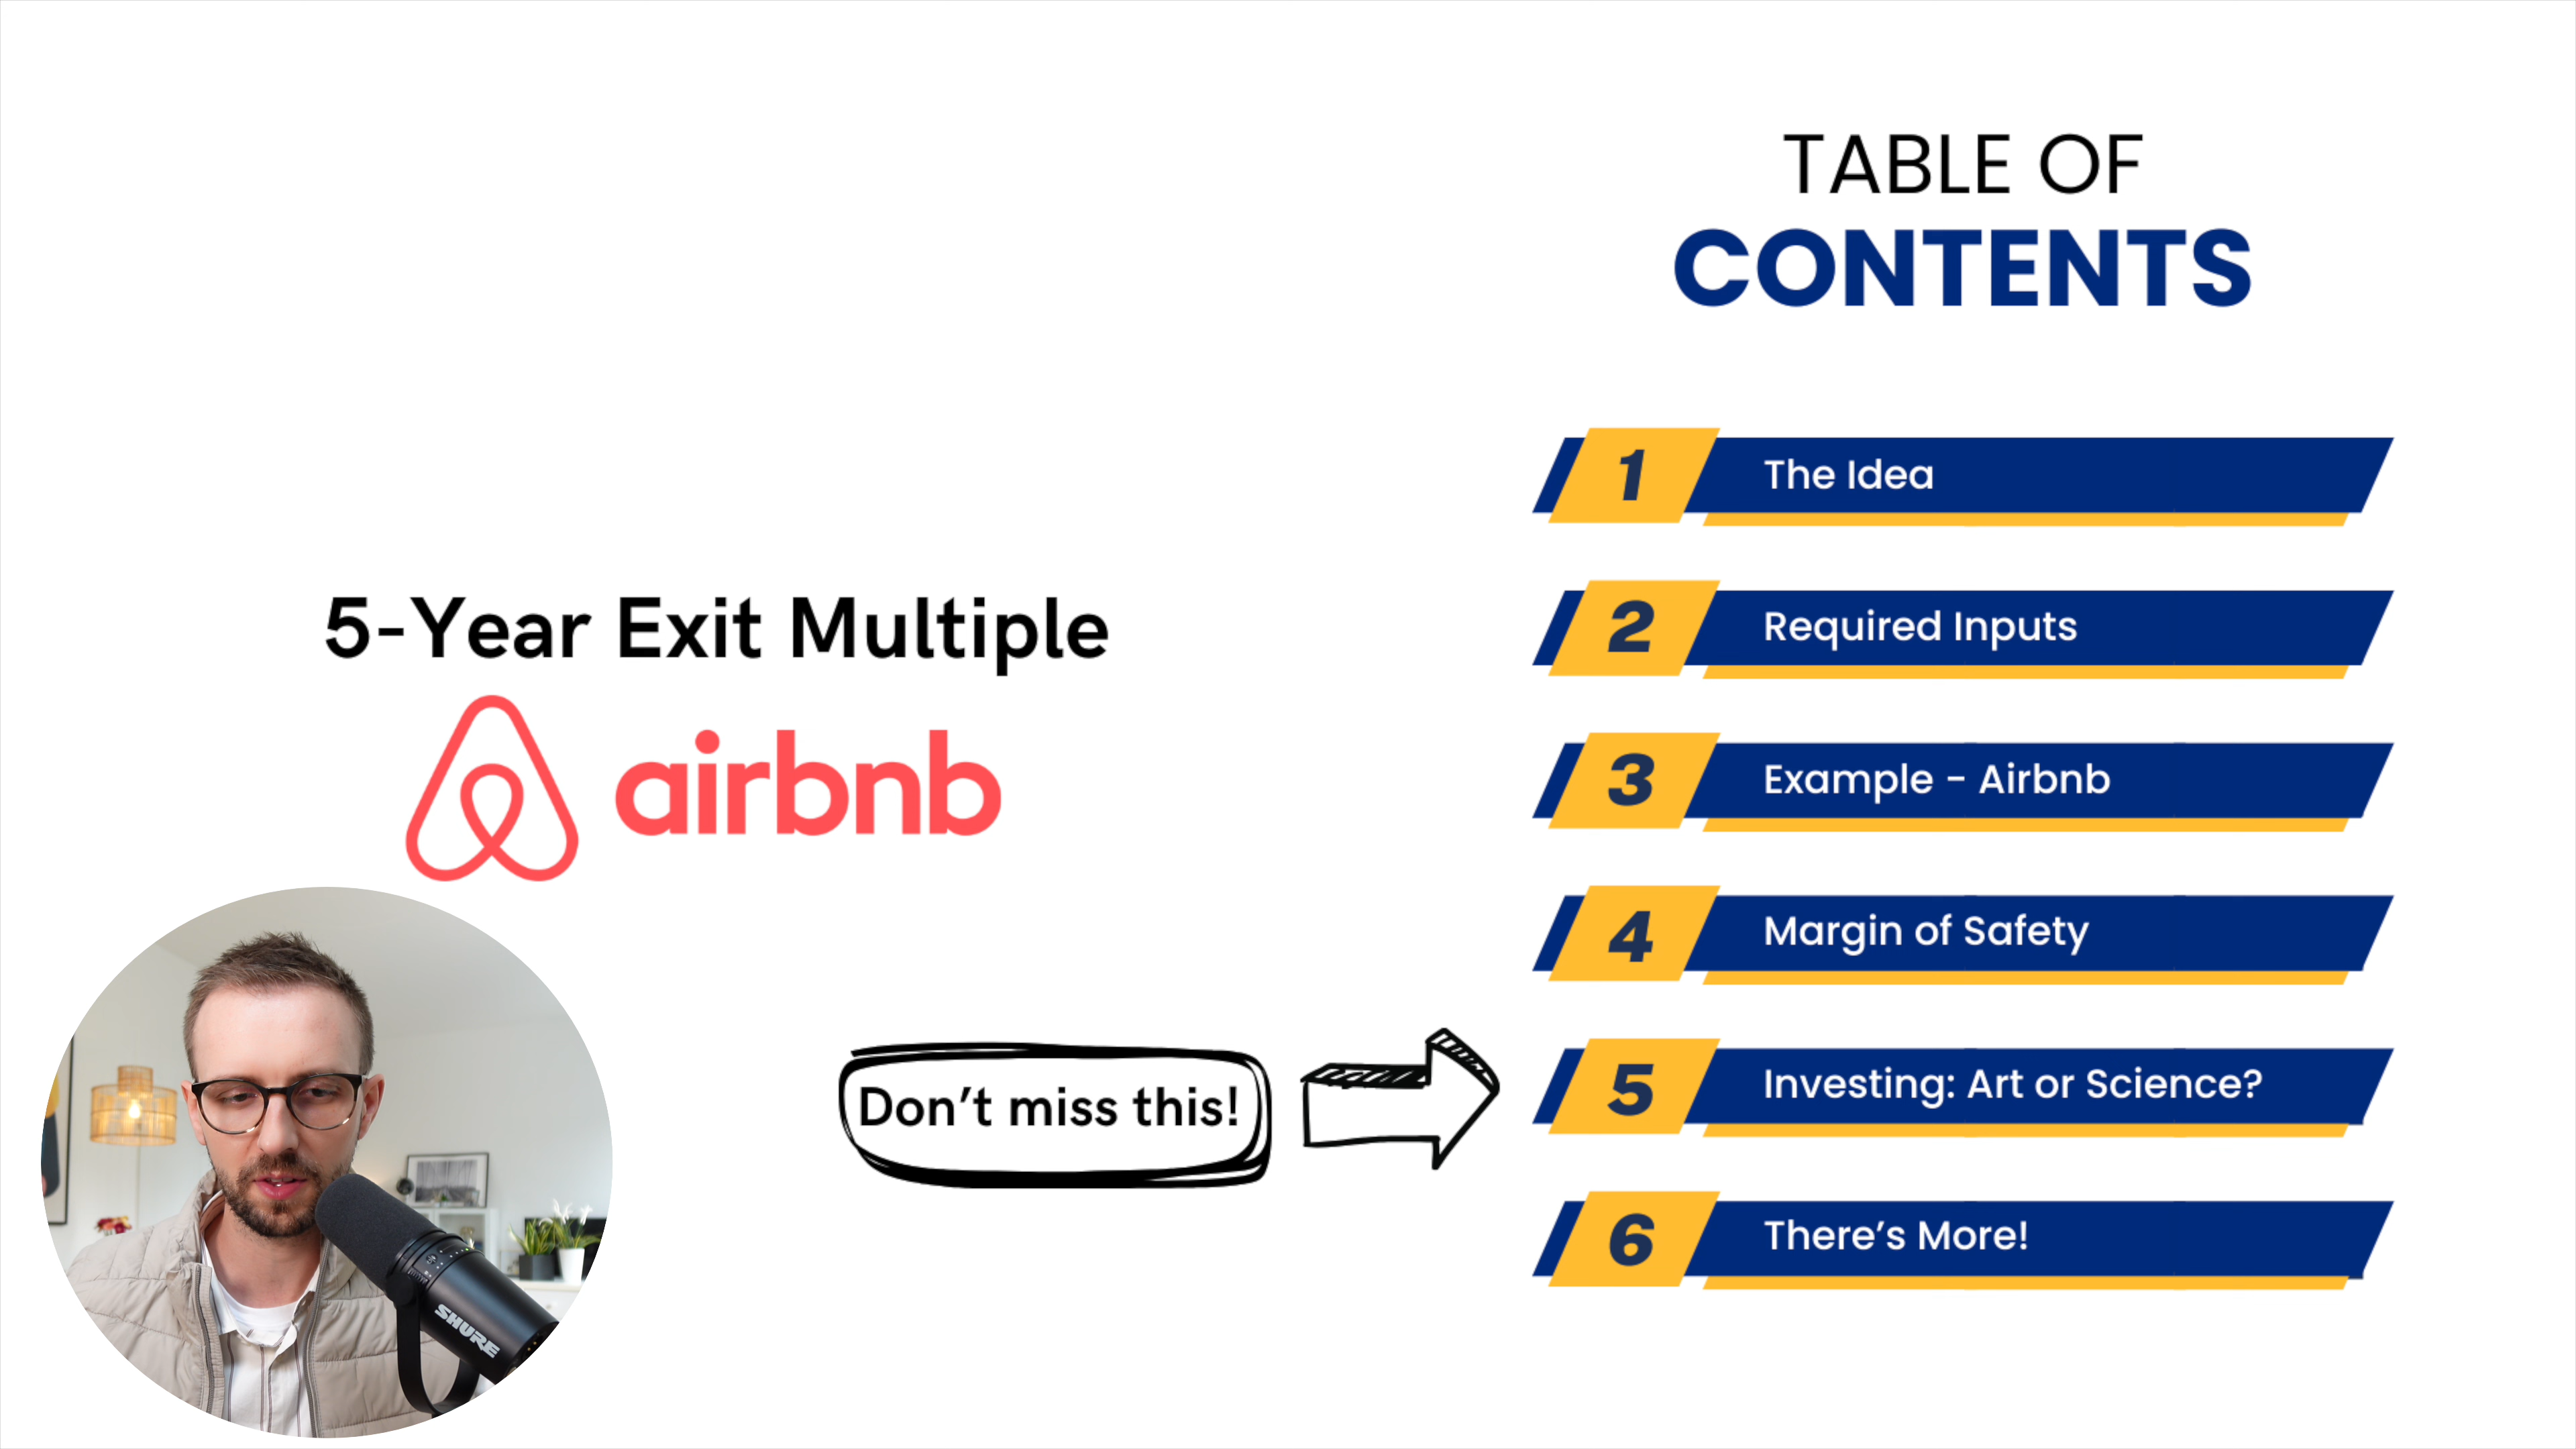 TABLE OF
CONTENTS
1 The Idea
2 Required Inputs
3 Example - Airbnb
4 Margin of Safety
5 Investing: Art or Science?
6 There's More!
5-Year Exit Multiple
airbnb
Don't miss this!
SHURE